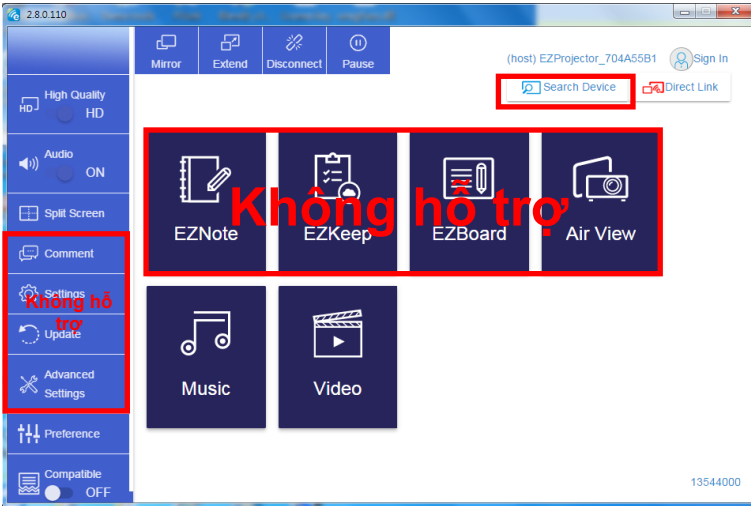 2.8.0.110
Mirror
Extend
Disconnect
Pause
(host) EZProjector_704A55B1
Sign In
Search Device
Direct Link
High Quality
HD
HD
Audio
ON
Split Screen
Comment
Settings
Update
Advanced
Settings
Preference
Compatible
OFF
Không hỗ
trợ
EZNote
EZKeep
EZBoard
Air View
Không hỗ trợ
Music
Video
13544000